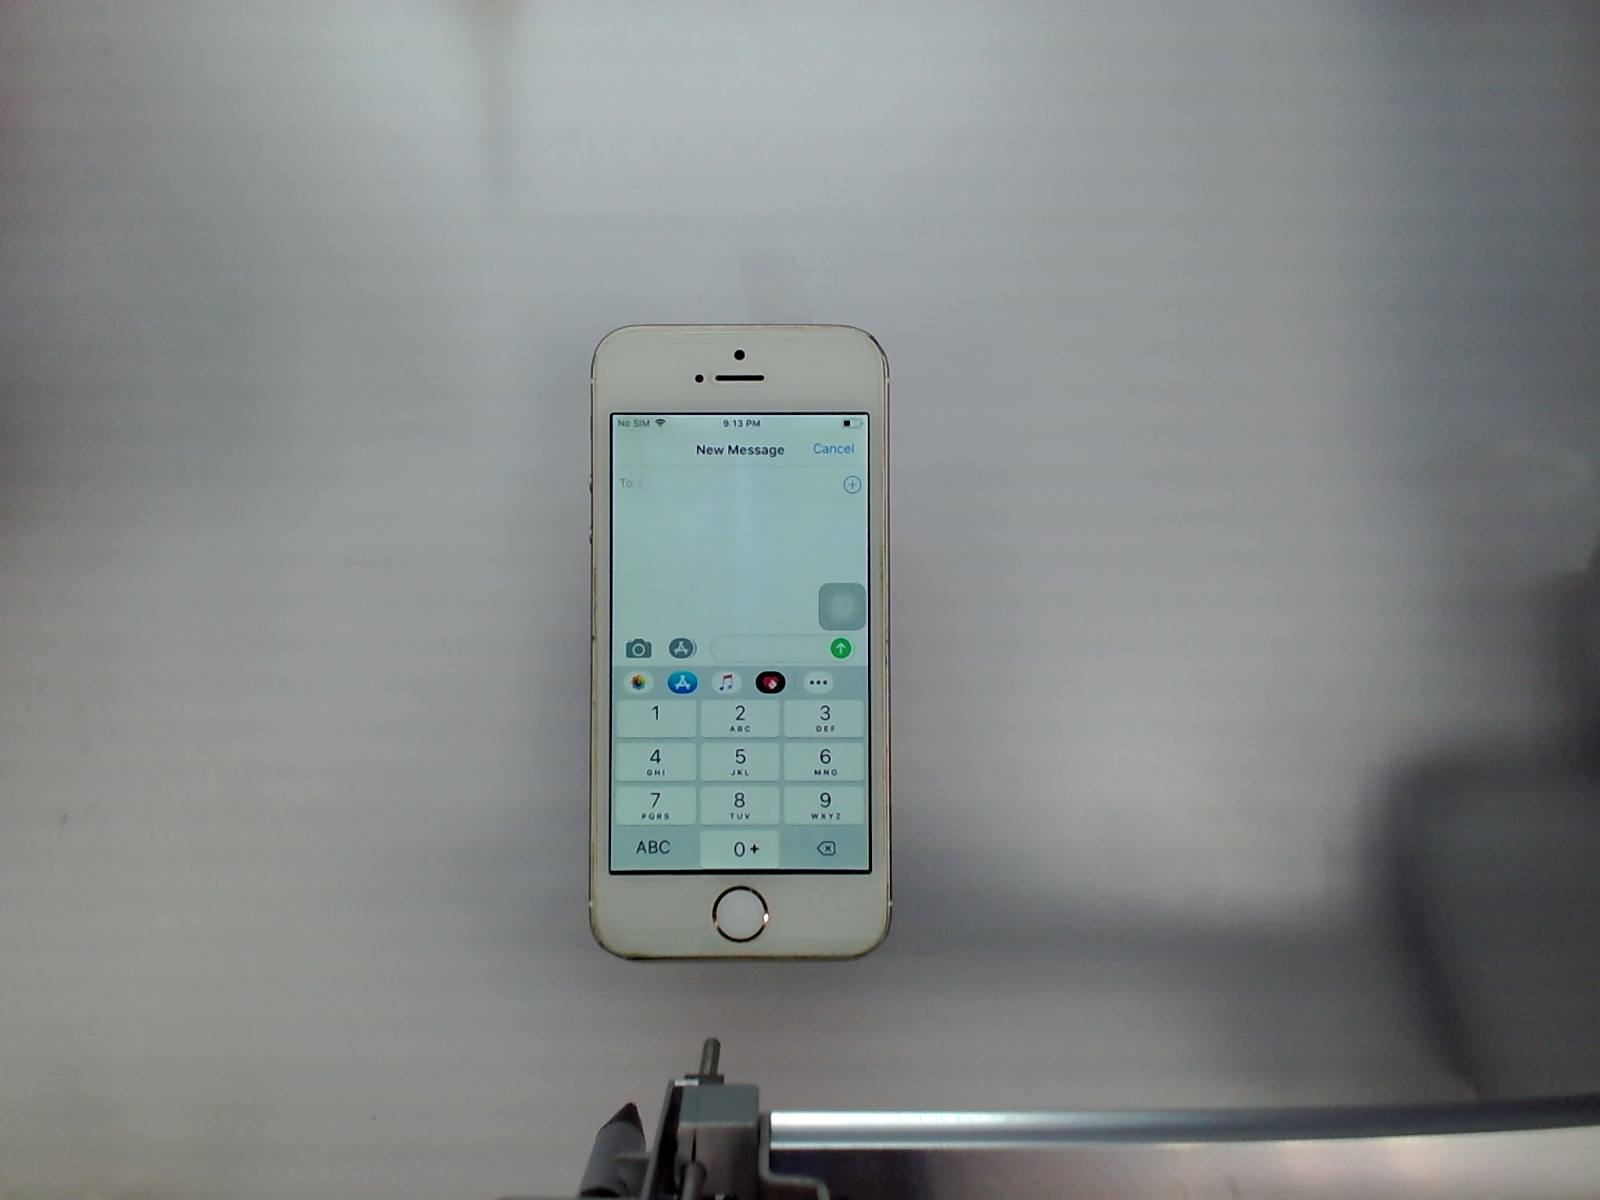 No SIM 9:13 PM
New Message Cancel
To:
1 2 3
ABC DEF
4 5 6
GHI JKL MNO
7 8 9
PQRS TUV WXYZ
ABC 0 +